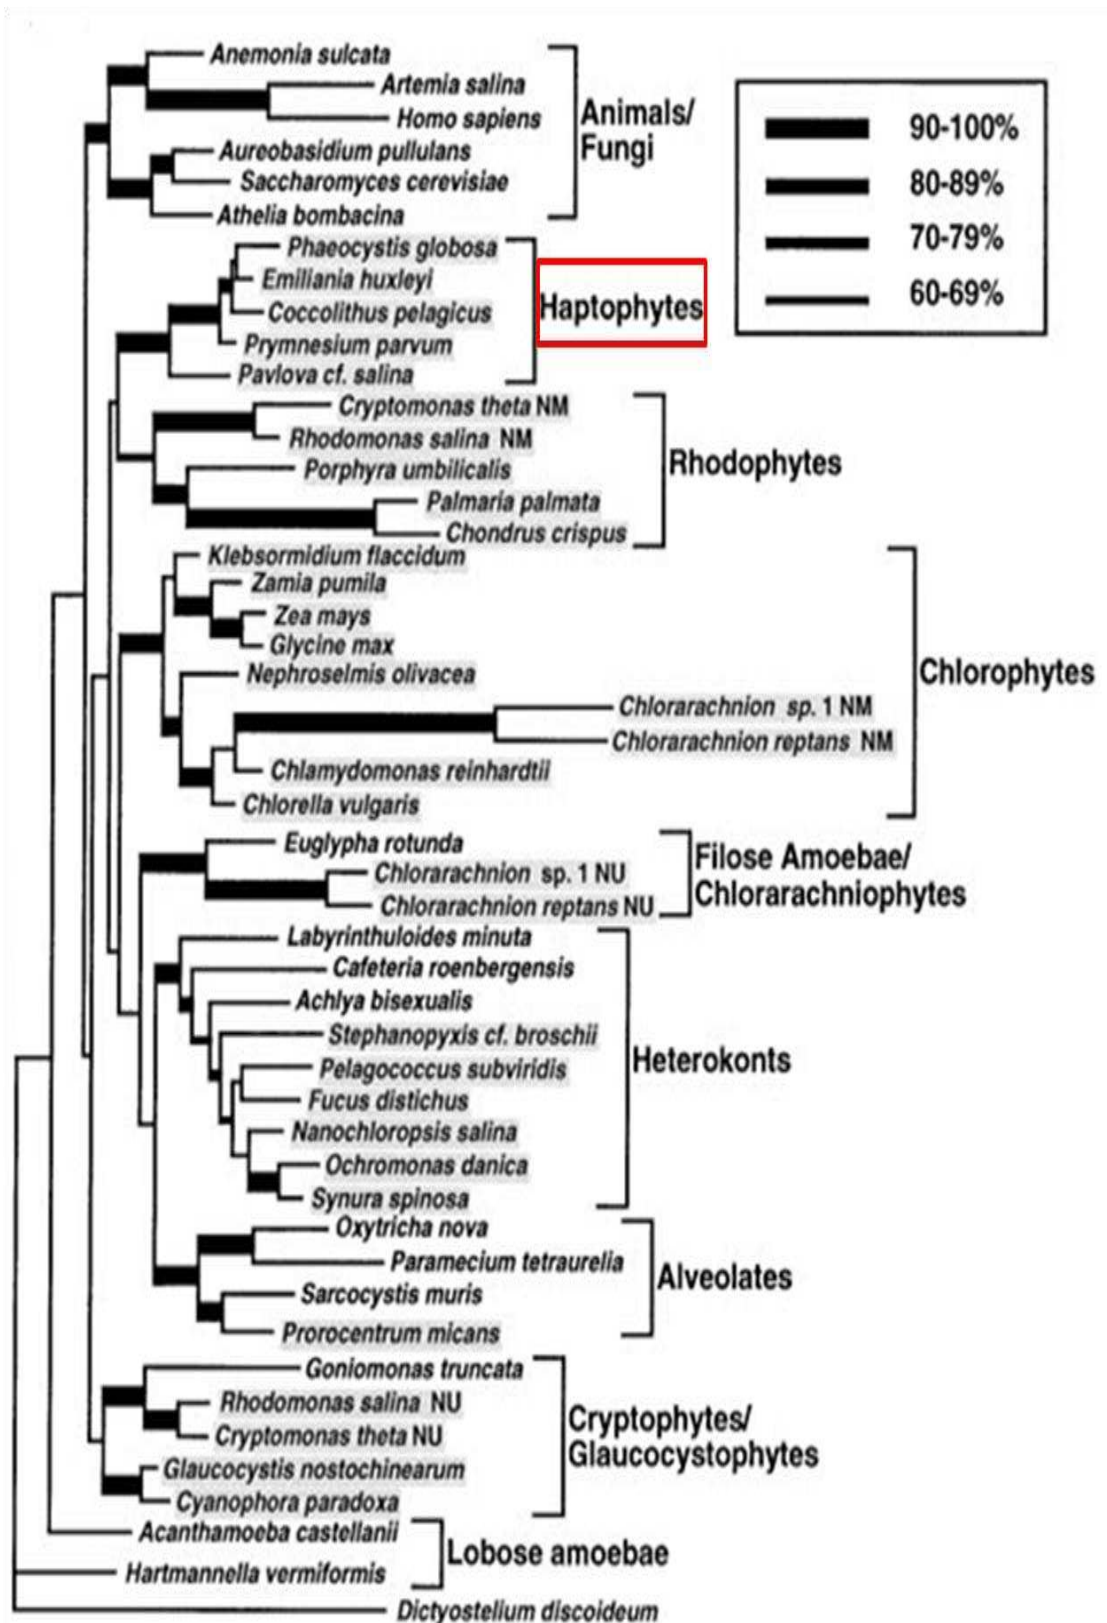 Anemonia sulcata
Artemia salina
Homo sapiens
Animals/
Fungi
Aureobasidium pullulans
Saccharomyces cerevisiae
Athelia bombacina
90-100%
80-89%
70-79%
60-69%
Phaeocystis globosa
Emiliania huxleyi
Coccolithus pelagicus
Prymnesium parvum
Pavlova cf. salina
Haptophytes
Cryptomonas theta NM
Rhodomonas salina NM
Porphyra umbilicalis
Palmaria palmata
Chondrus crispus
Rhodophytes
Klebsormidium flaccidum
Zamia pumila
Zea mays
Glycine max
Nephroselmis olivacea
Chlorarachnion sp. 1 NM
Chlorarachnion reptans NM
Chlamydomonas reinhardtii
Chlorella vulgaris
Chlorophytes
Euglypha rotunda
Chlorarachnion sp. 1 NU
Chlorarachnion reptans NU
Filose Amoebae/
Chlorarachniophytes
Labyrinthuloides minuta
Cafeteria roenbergensis
Achlya bisexualis
Stephanopyxis cf. broschii
Pelagococcus subviridis
Fucus distichus
Nanochloropsis salina
Ochromonas danica
Synura spinosa
Heterokonts
Oxytricha nova
Paramecium tetraurelia
Sarcocystis muris
Prorocentrum micans
Alveolates
Goniomonas truncata
Rhodomonas salina NU
Cryptomonas theta NU
Glaucocystis nostochinearum
Cyanophora paradoxa
Cryptophytes/
Glaucocystophytes
Acanthamoeba castellanii
Hartmannella vermiformis
Lobose amoebae
Dictyostelium discoideum